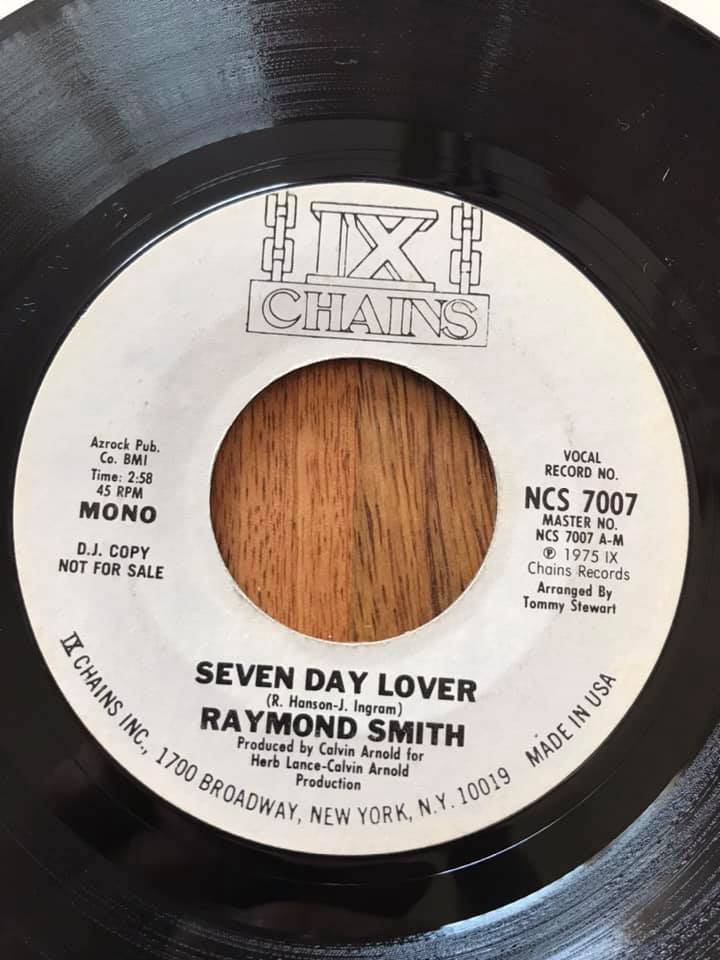 IX
CHAINS
Azrock Pub.
Co. BMI
Time: 2:58
45 RPM
MONO
D.J. COPY
NOT FOR SALE
VOCAL
RECORD NO.
NCS 7007
MASTER NO.
NCS 7007 A-M
℗ 1975 IX
Chains Records
Arranged By
Tommy Stewart
SEVEN DAY LOVER
(R. Hanson-J. Ingram)
RAYMOND SMITH
Produced by Calvin Arnold for
Herb Lance-Calvin Arnold
Production
IX CHAINS INC., 1700 BROADWAY, NEW YORK, N.Y. 10019 MADE IN USA